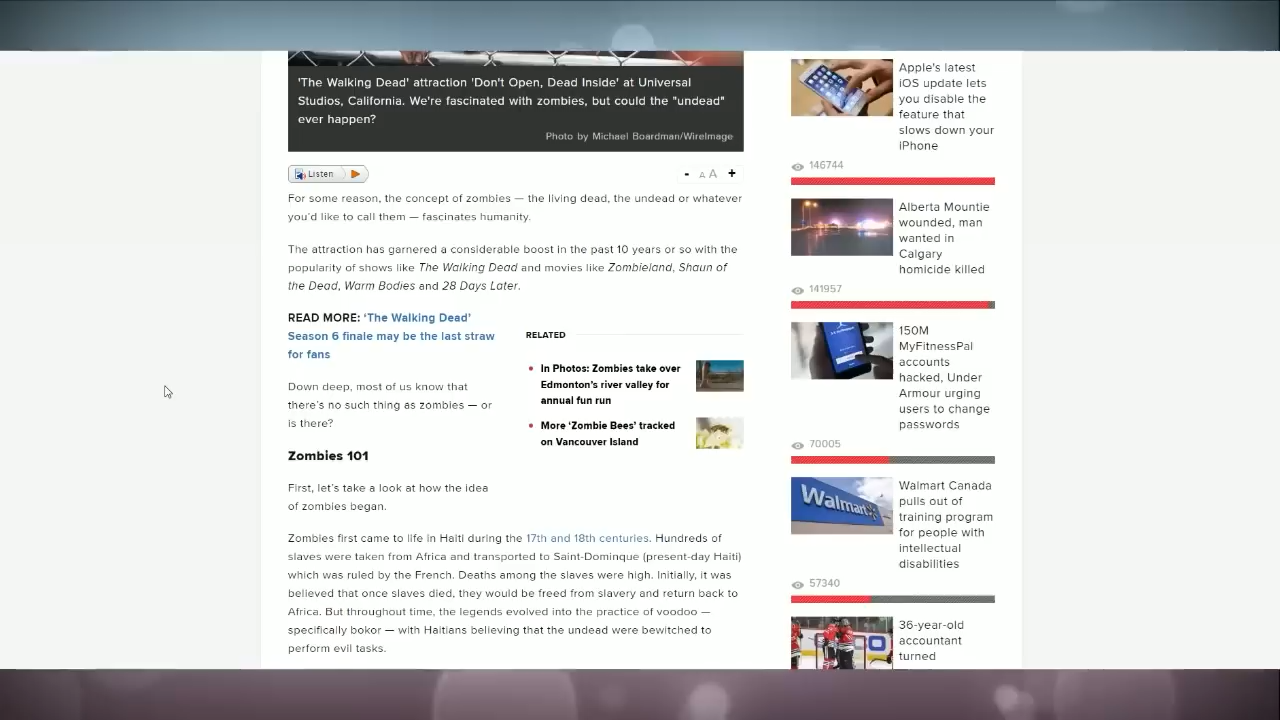 'The Walking Dead' attraction 'Don't Open, Dead Inside' at Universal
Studios, California. We're fascinated with zombies, but could the "undead"
ever happen?
Photo by Michael Boardman/WireImage
Listen
- A A +
For some reason, the concept of zombies — the living dead, the undead or whatever
you'd like to call them — fascinates humanity.
The attraction has garnered a considerable boost in the past 10 years or so with the
popularity of shows like The Walking Dead and movies like Zombieland, Shaun of
the Dead, Warm Bodies and 28 Days Later.
READ MORE: 'The Walking Dead'
Season 6 finale may be the last straw
for fans
Down deep, most of us know that
there's no such thing as zombies — or
is there?
Zombies 101
First, let's take a look at how the idea
of zombies began.
RELATED
In Photos: Zombies take over
Edmonton's river valley for
annual fun run
More 'Zombie Bees' tracked
on Vancouver Island
Zombies first came to life in Haiti during the 17th and 18th centuries. Hundreds of
slaves were taken from Africa and transported to Saint-Dominque (present-day Haiti)
which was ruled by the French. Deaths among the slaves were high. Initially, it was
believed that once slaves died, they would be freed from slavery and return back to
Africa. But throughout time, the legends evolved into the practice of voodoo —
specifically bokor — with Haitians believing that the undead were bewitched to
perform evil tasks.
Apple's latest
iOS update lets
you disable the
feature that
slows down your
iPhone
146744
Alberta Mountie
wounded, man
wanted in
Calgary
homicide killed
141957
150M
MyFitnessPal
accounts
hacked, Under
Armour urging
users to change
passwords
70005
Walmart
Walmart Canada
pulls out of
training program
for people with
intellectual
disabilities
57340
36-year-old
accountant
turned